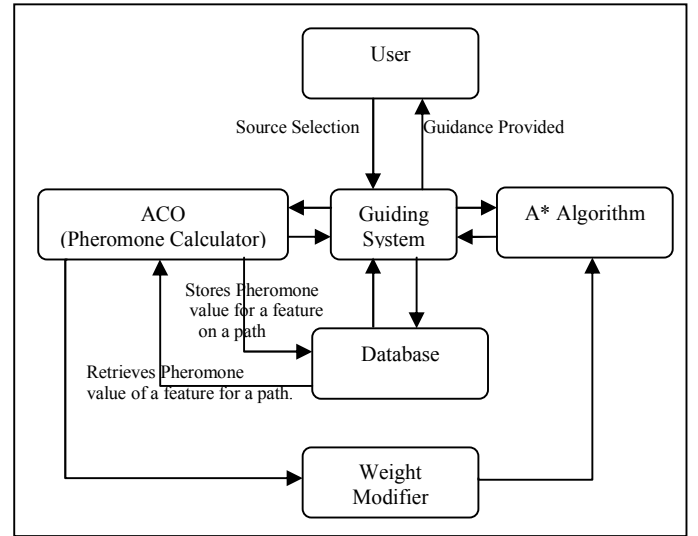 User
Source Selection
Guidance Provided
ACO
(Pheromone Calculator)
Guiding
System
A* Algorithm
Stores Pheromone
value for a feature
on a path
Database
Retrieves Pheromone
value of a feature for a path.
Weight
Modifier